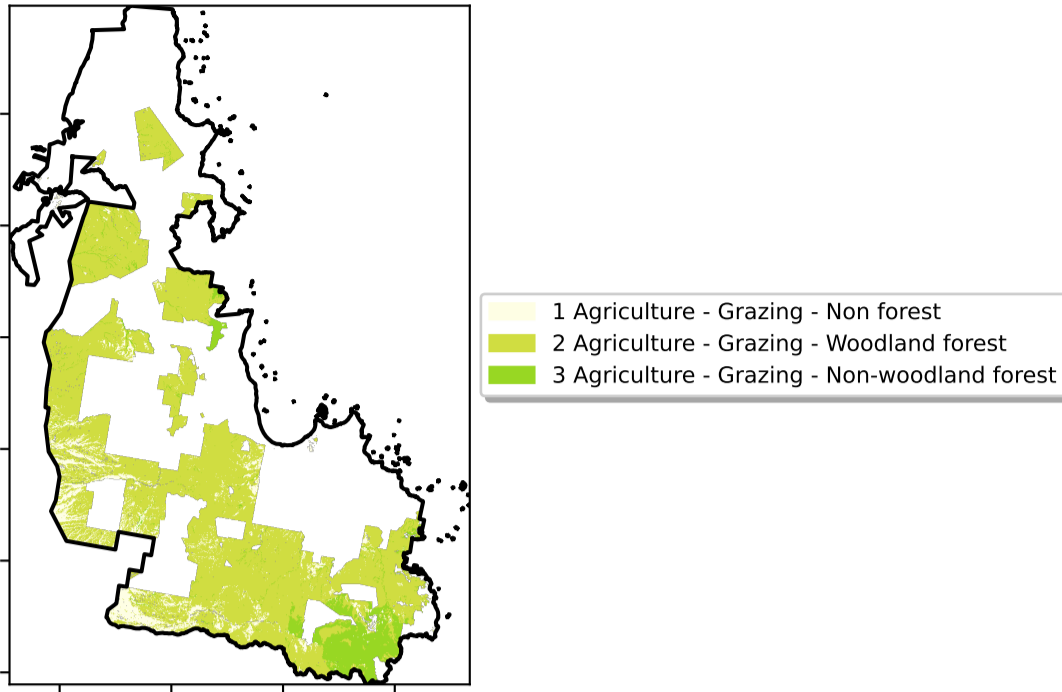 1 Agriculture - Grazing - Non forest
2 Agriculture - Grazing - Woodland forest
3 Agriculture - Grazing - Non-woodland forest